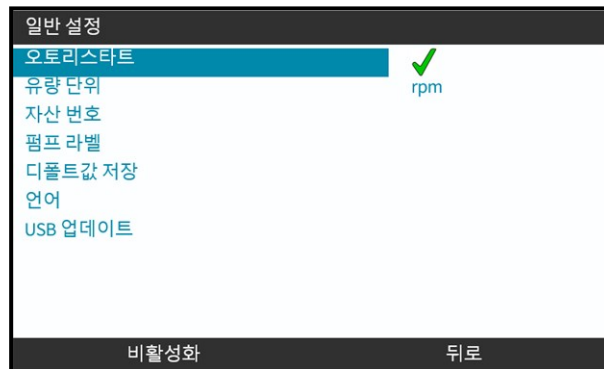 일반 설정
오토리스타트
유량 단위 rpm
자산 번호
펌프 라벨
디폴트값 저장
언어
USB 업데이트
비활성화 뒤로